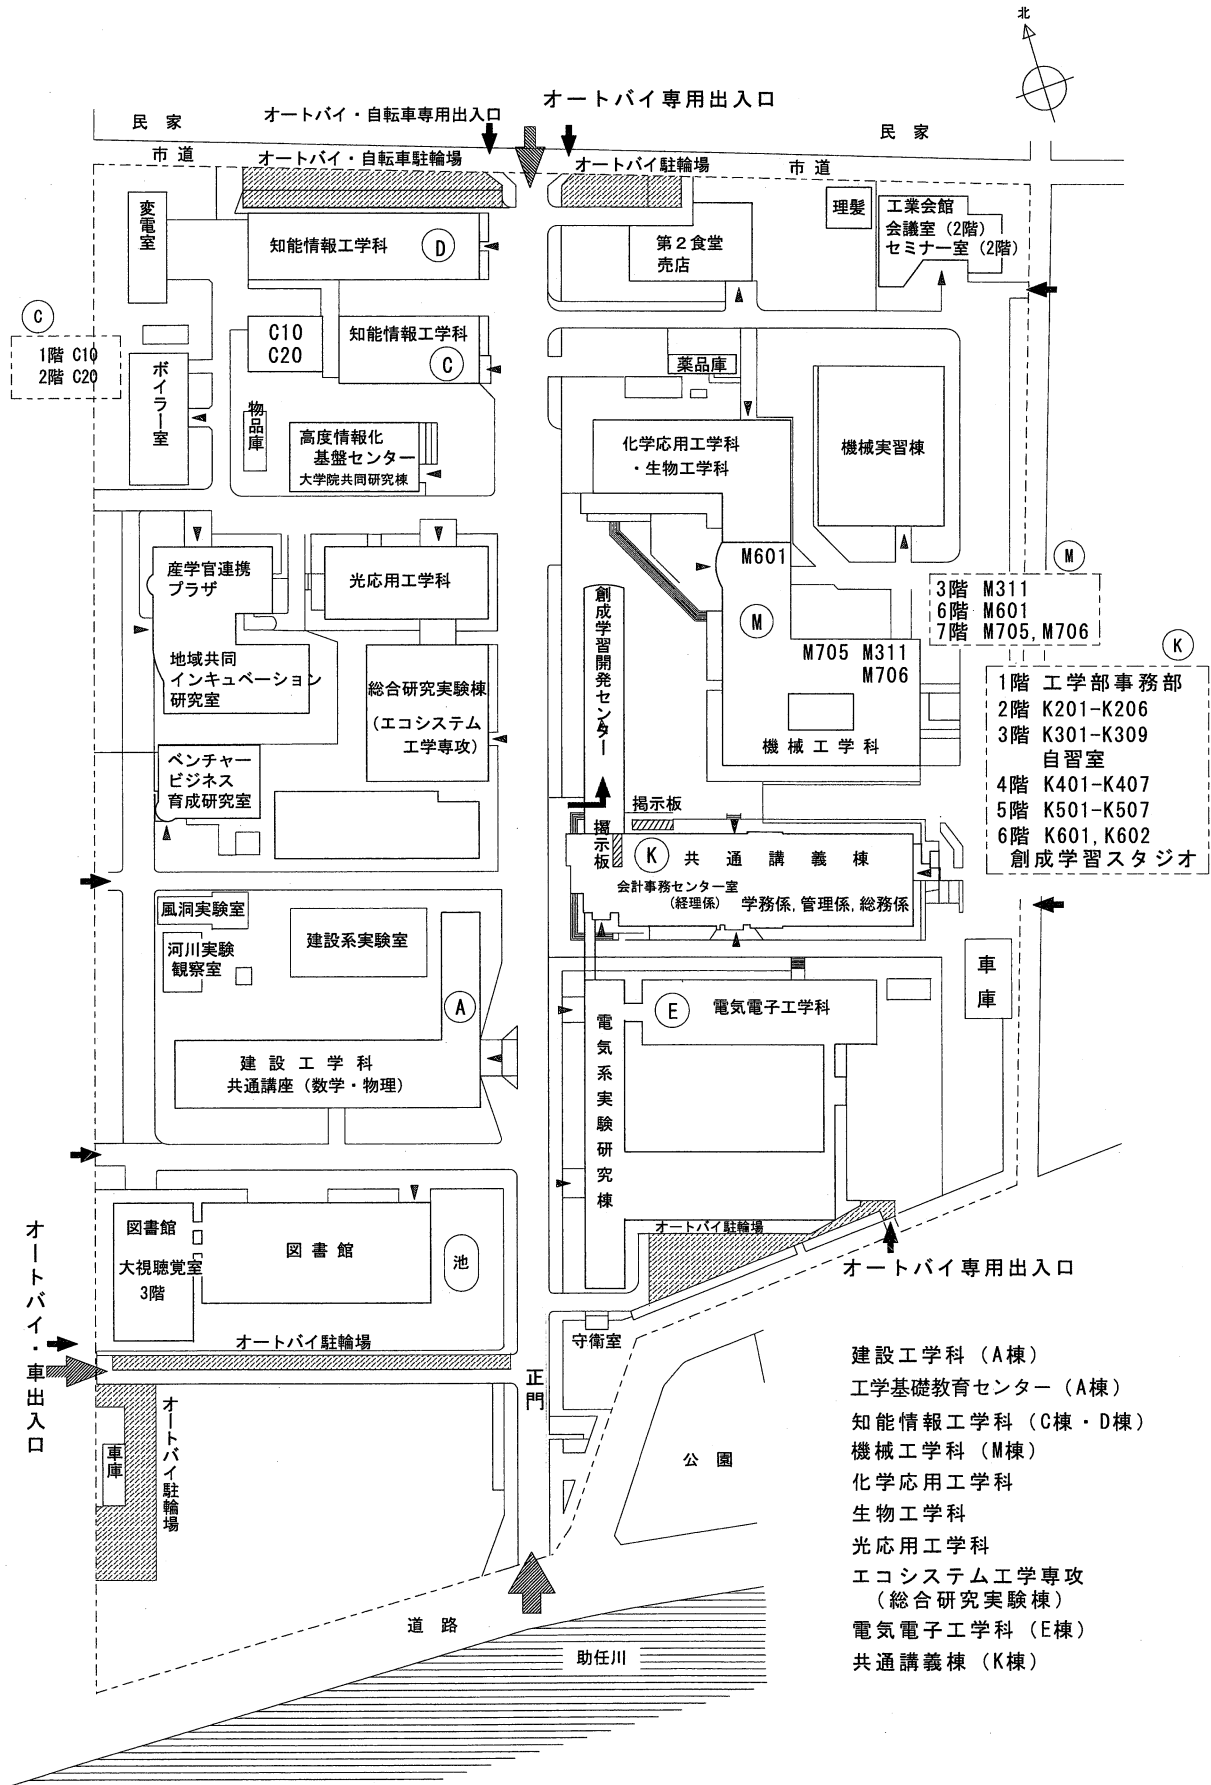 北
オートバイ専用出入口
オートバイ・自転車専用出入口
民家
民家
市道
オートバイ・自転車駐輪場
オートバイ駐輪場
市道
変電室
知能情報工学科
D
第2食堂
売店
理髪
工業会館
会議室(2階)
セミナー室(2階)
C
1階 C10
2階 C20
C10
C20
知能情報工学科
C
ボイラー室
薬品庫
物品庫
高度情報化
基盤センター
大学院共同研究棟
化学応用工学科
・生物工学科
機械実習棟
産学官連携
プラザ
光応用工学科
M601
M
M
3階 M311
6階 M601
7階 M705,M706
創成学習開発センター
地域共同
インキュベーション
研究室
総合研究実験棟
(エコシステム
工学専攻)
M705 M311
M706
機械工学科
K
1階 工学部事務部
2階 K201-K206
3階 K301-K309
自習室
4階 K401-K407
5階 K501-K507
6階 K601,K602
創成学習スタジオ
ベンチャー
ビジネス
育成研究室
掲示板
掲示板
K
共通講義棟
会計事務センター室
(経理係)
学務係,管理係,総務係
風洞実験室
河川実験
観察室
建設系実験室
A
建設工学科
共通講座(数学・物理)
車庫
E
電気電子工学科
電気系実験研究棟
図書館
大視聴覚室
3階
図書館
池
オートバイ駐輪場
オートバイ専用出入口
オートバイ・車出入口
オートバイ駐輪場
守衛室
正門
オートバイ駐輪場
車庫
公園
道路
助任川
建設工学科(A棟)
工学基礎教育センター(A棟)
知能情報工学科(C棟・D棟)
機械工学科(M棟)
化学応用工学科
生物工学科
光応用工学科
エコシステム工学専攻
(総合研究実験棟)
電気電子工学科(E棟)
共通講義棟(K棟)